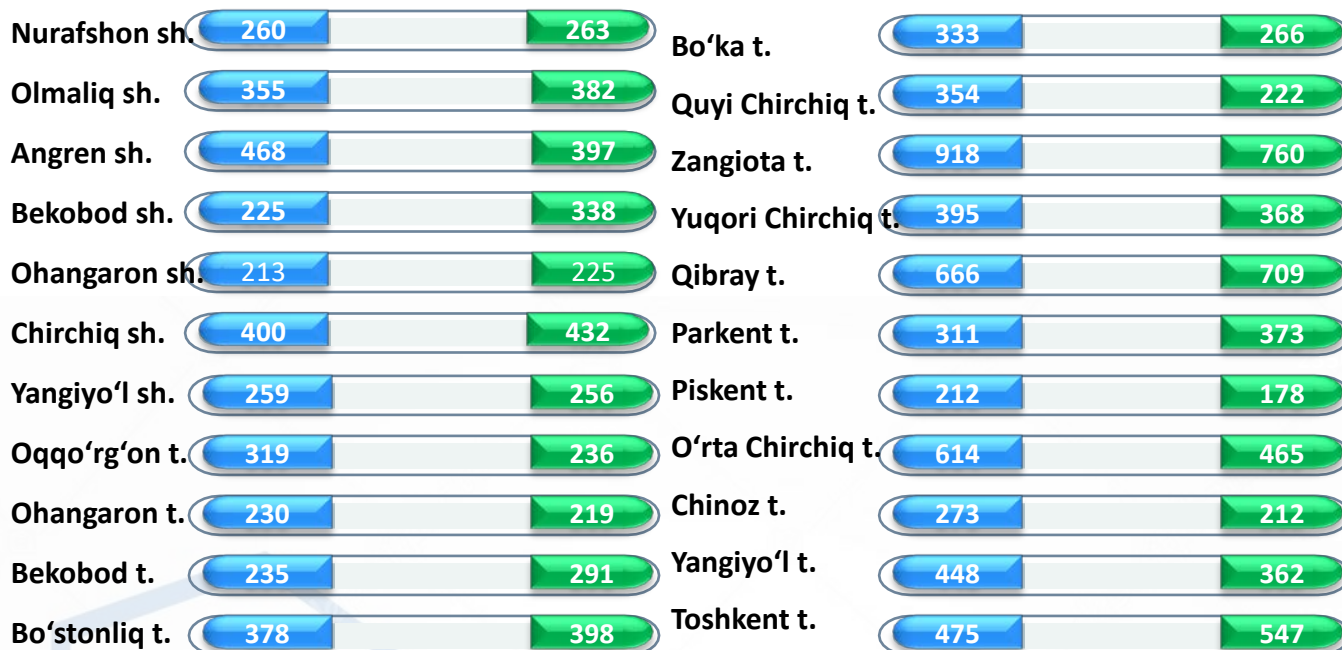 Nurafshon sh. 260 263
Olmaliq sh. 355 382
Angren sh. 468 397
Bekobod sh. 225 338
Ohangaron sh. 213 225
Chirchiq sh. 400 432
Yangiyo‘l sh. 259 256
Oqqo‘rg‘on t. 319 236
Ohangaron t. 230 219
Bekobod t. 235 291
Bo‘stonliq t. 378 398
Bo‘ka t. 333 266
Quyi Chirchiq t. 354 222
Zangiota t. 918 760
Yuqori Chirchiq t. 395 368
Qibray t. 666 709
Parkent t. 311 373
Piskent t. 212 178
O‘rta Chirchiq t. 614 465
Chinoz t. 273 212
Yangiyo‘l t. 448 362
Toshkent t. 475 547